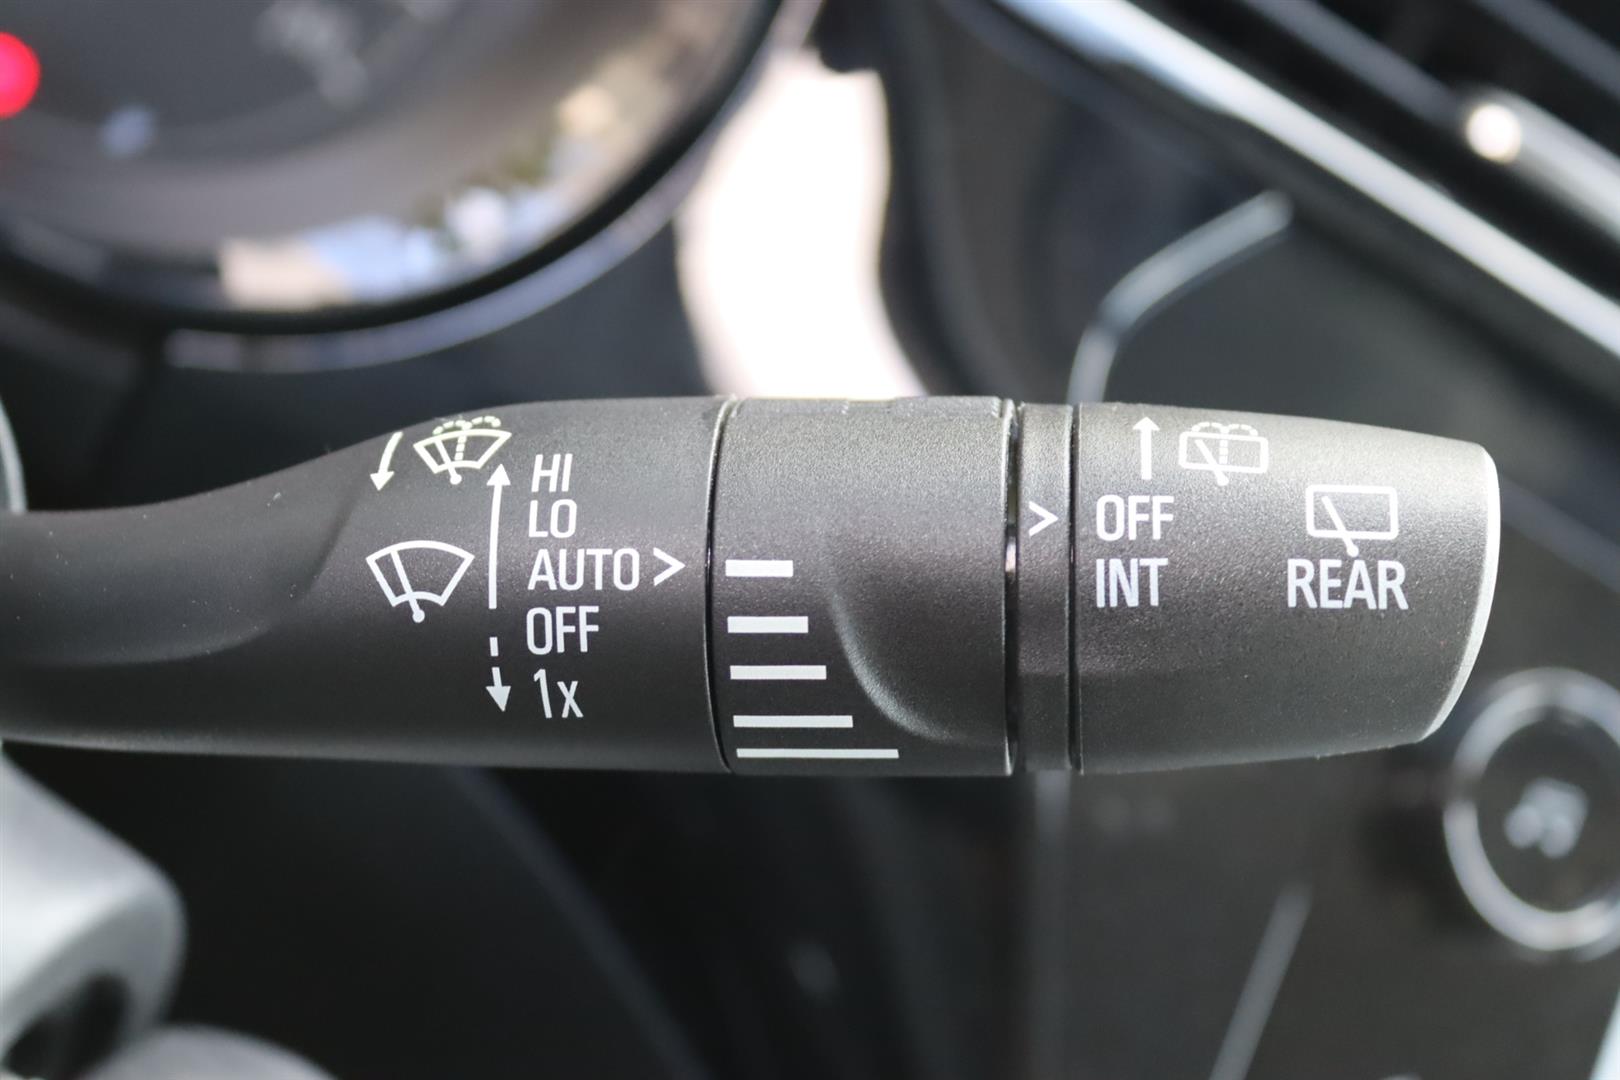 HI
LO
AUTO >
OFF
1x
> OFF
INT
REAR